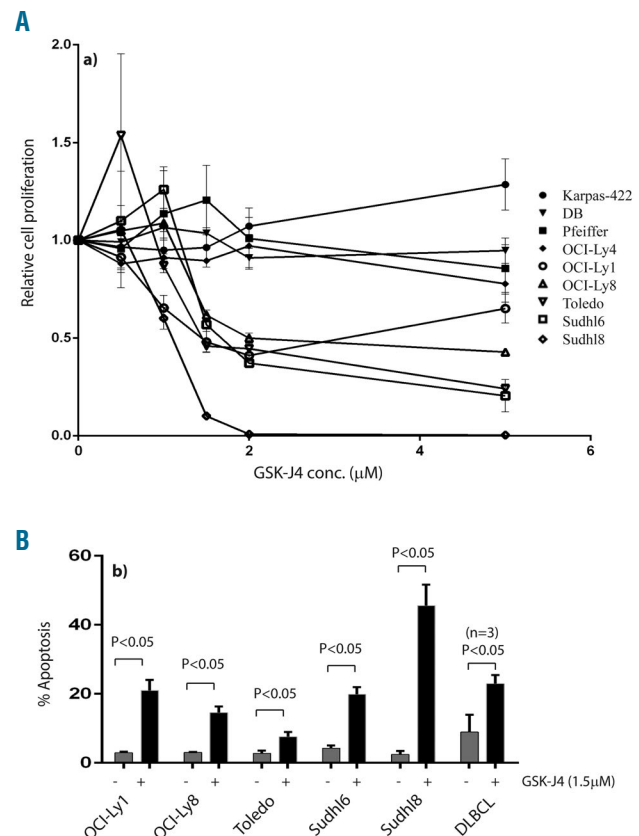 A
a)
2.0
1.5
1.0
0.5
0.0
0
2
4
6
Relative cell proliferation
GSK-J4 conc. (μM)
Karpas-422
DB
Pfeiffer
OCI-Ly4
OCI-Ly1
OCI-Ly8
Toledo
Sudhl6
Sudhl8
B
b)
60
40
20
0
% Apoptosis
P<0.05
P<0.05
P<0.05
P<0.05
P<0.05
(n=3)
P<0.05
- + - + - + - + - + - + GSK-J4 (1.5μM)
OCI-Ly1
OCI-Ly8
Toledo
Sudhl6
Sudhl8
DLBCL